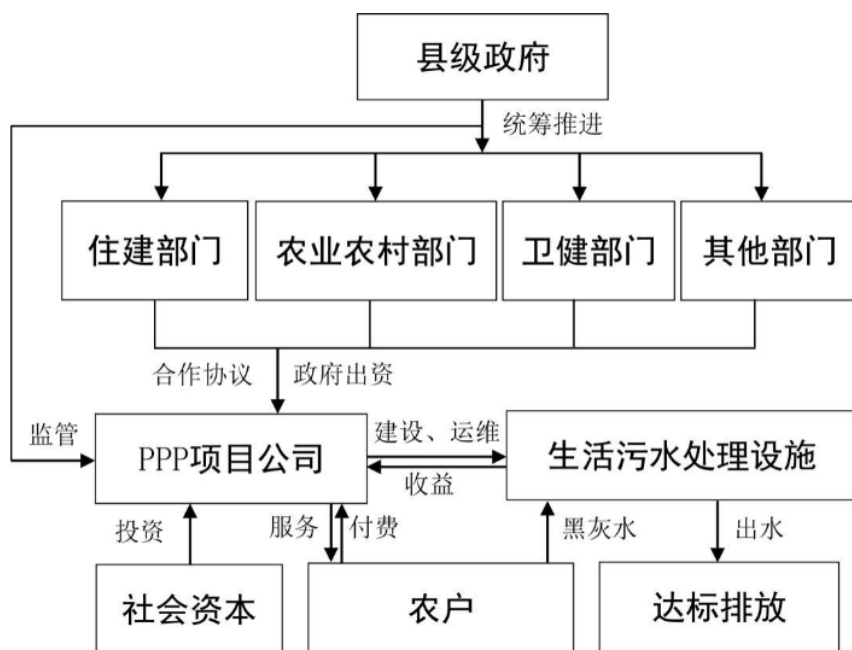 县级政府
统筹推进
住建部门
农业农村部门
卫健部门
其他部门
合作协议
政府出资
监管
PPP项目公司
建设、运维
收益
生活污水处理设施
投资
服务
付费
黑灰水
出水
社会资本
农户
达标排放